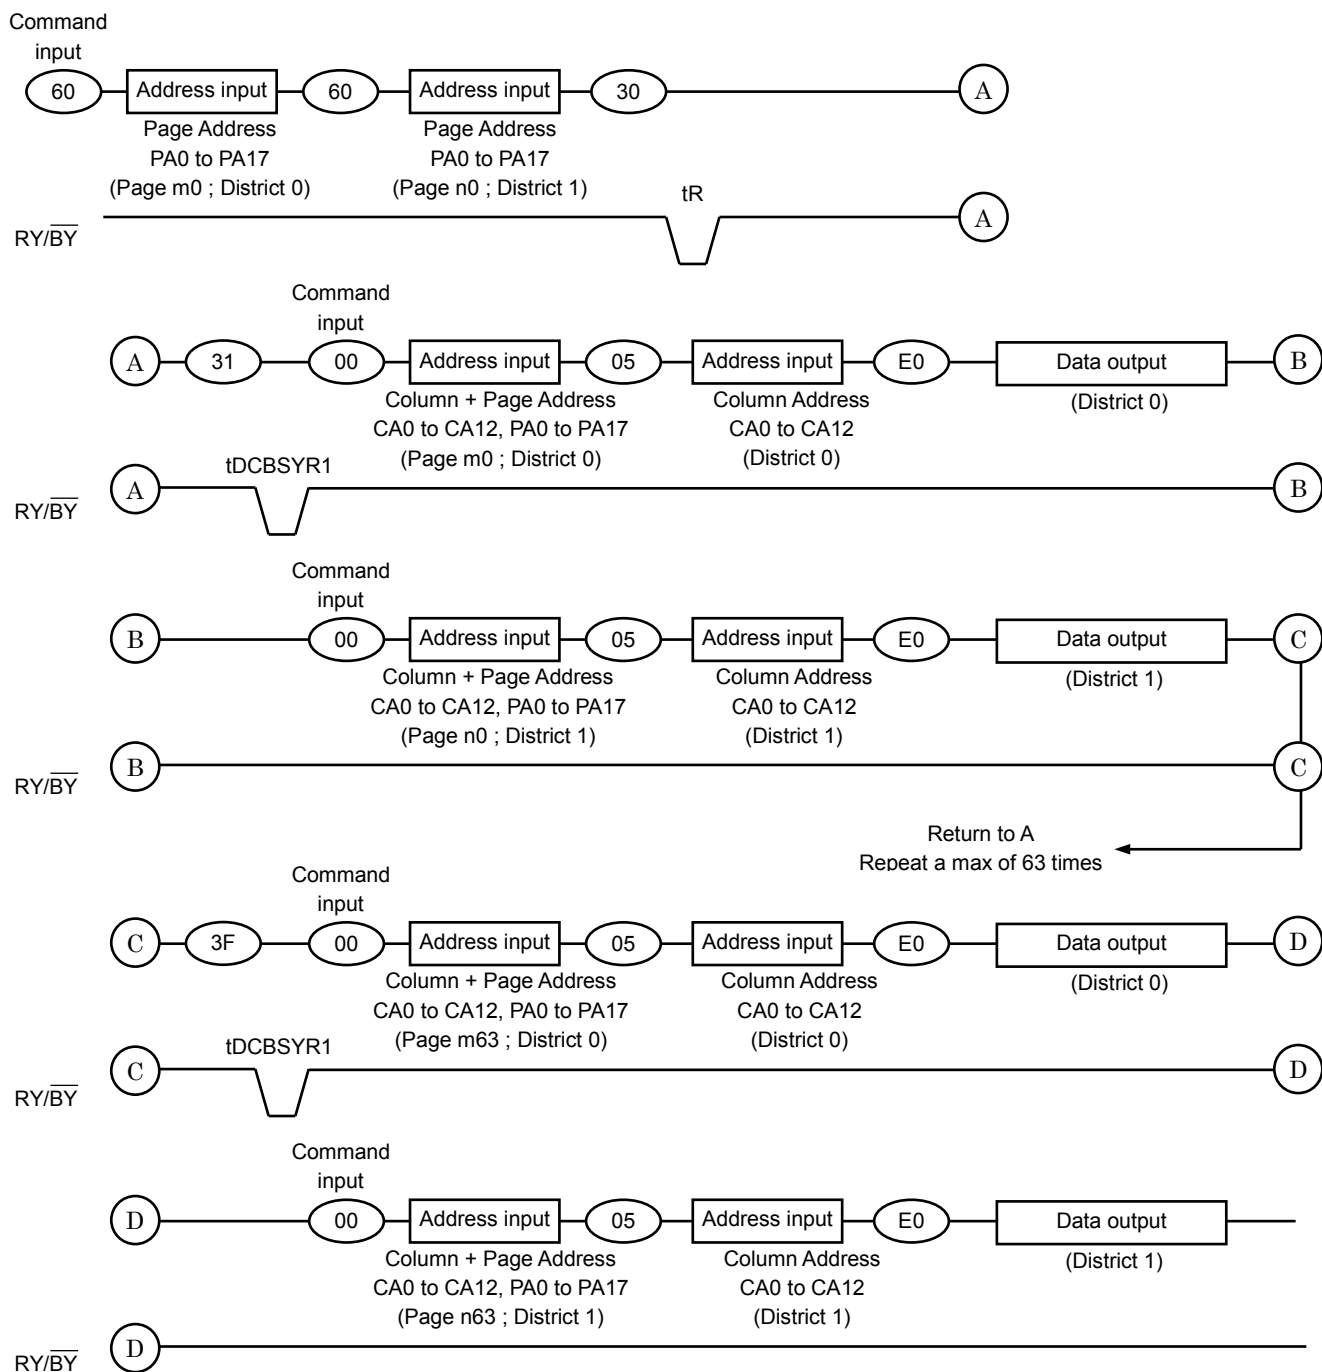 Command
input
60 Address input 60 Address input 30 A
Page Address Page Address
PA0 to PA17 PA0 to PA17
(Page m0 ; District 0) (Page n0 ; District 1)
tR
RY/BY A
Command
input
A 31 00 Address input 05 Address input E0 Data output B
Column + Page Address Column Address (District 0)
CA0 to CA12, PA0 to PA17 CA0 to CA12
(Page m0 ; District 0) (District 0)
tDCBSYR1
RY/BY A B
Command
input
B 00 Address input 05 Address input E0 Data output C
Column + Page Address Column Address (District 1)
CA0 to CA12, PA0 to PA17 CA0 to CA12
(Page n0 ; District 1) (District 1)
RY/BY B C
Return to A
Repeat a max of 63 times
Command
input
C 3F 00 Address input 05 Address input E0 Data output D
Column + Page Address Column Address (District 0)
CA0 to CA12, PA0 to PA17 CA0 to CA12
(Page m63 ; District 0) (District 0)
tDCBSYR1
RY/BY C D
Command
input
D 00 Address input 05 Address input E0 Data output
Column + Page Address Column Address (District 1)
CA0 to CA12, PA0 to PA17 CA0 to CA12
(Page n63 ; District 1) (District 1)
RY/BY D